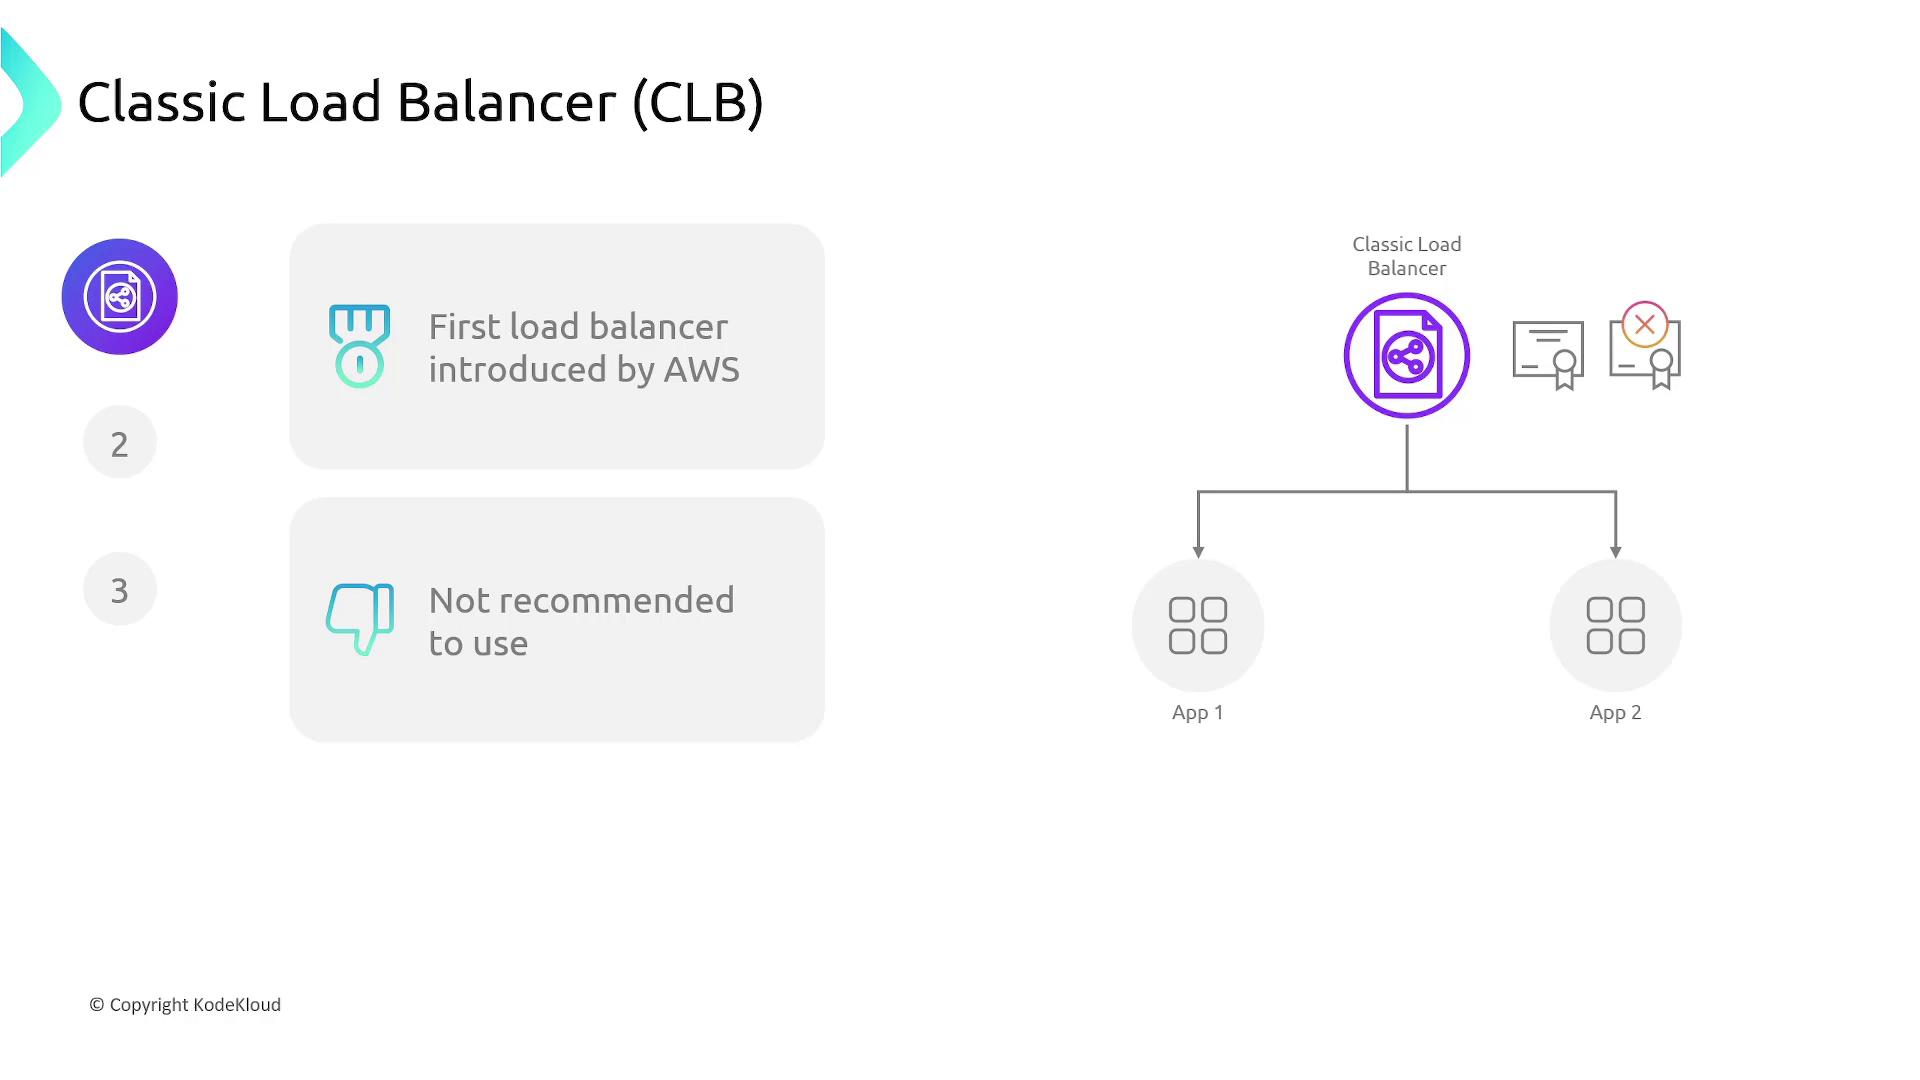 Classic Load Balancer (CLB)
First load balancer
introduced by AWS
2
3
Not recommended
to use
Classic Load
Balancer
App 1
App 2
© Copyright KodeKloud